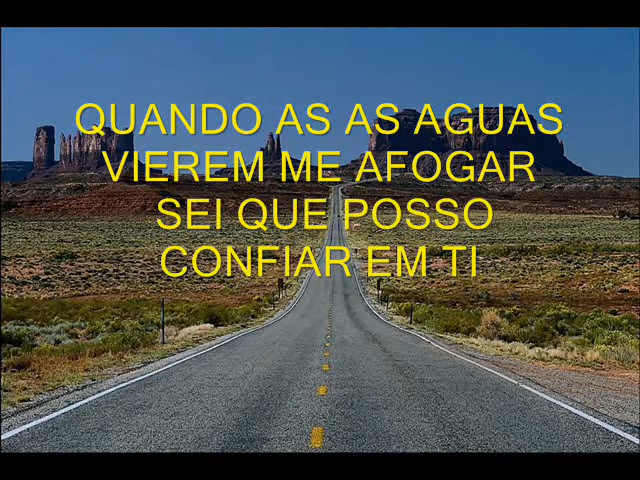 QUANDO AS AS AGUAS
VIEREM ME AFOGAR
SEI QUE POSSO
CONFIAR EM TI